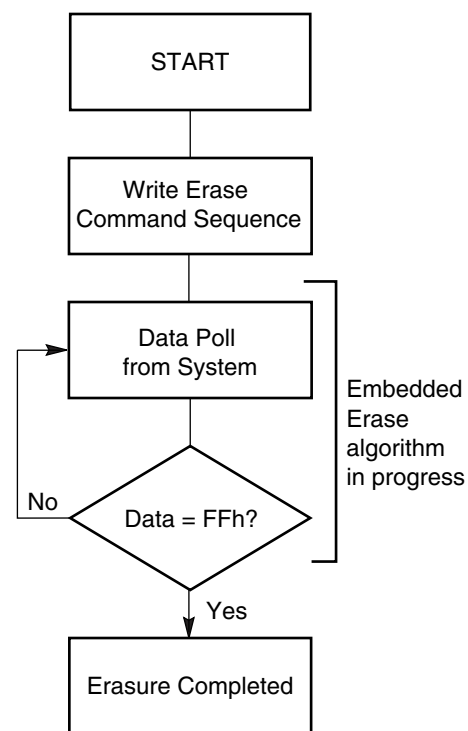 START
Write Erase
Command Sequence
Data Poll
from System
Embedded
Erase
algorithm
in progress
No
Data = FFh?
Yes
Erasure Completed